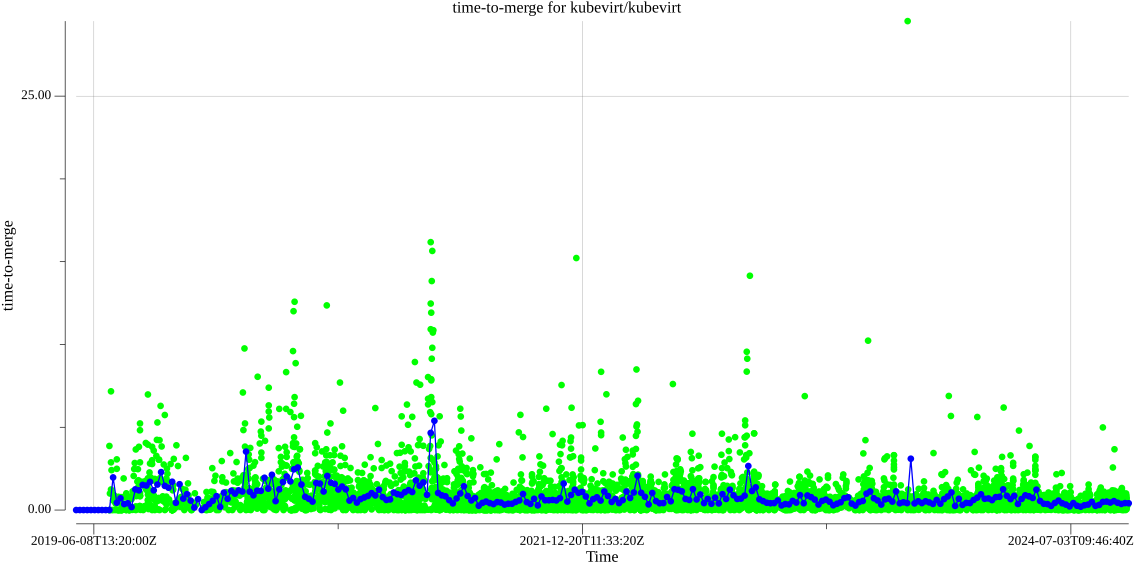 time-to-merge for kubevirt/kubevirt
25.00
time-to-merge
0.00
2019-06-08T13:20:00Z
2021-12-20T11:33:20Z
2024-07-03T09:46:40Z
Time